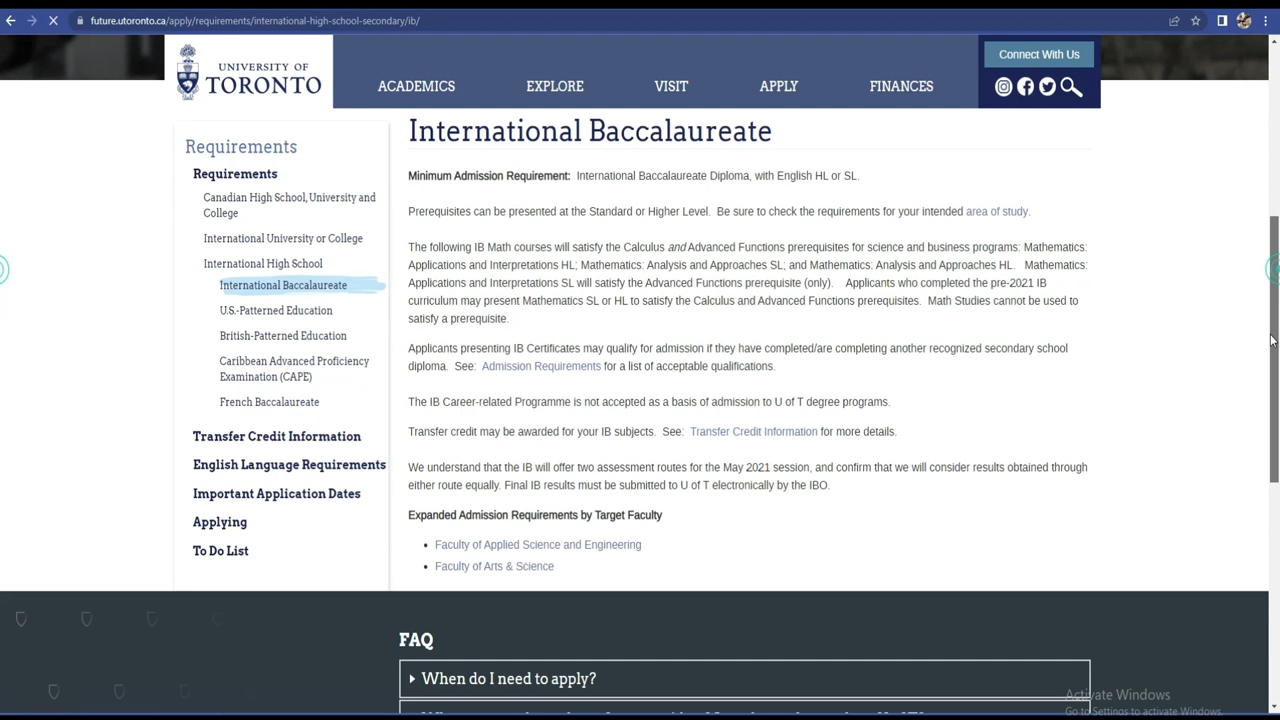 future.utoronto.ca/apply/requirements/international-high-school-secondary/ib/
UNIVERSITY OF
TORONTO
ACADEMICS
EXPLORE
VISIT
APPLY
FINANCES
Connect With Us
Requirements
Requirements
Canadian High School, University and
College
International University or College
International High School
International Baccalaureate
U.S.-Patterned Education
British-Patterned Education
Caribbean Advanced Proficiency
Examination (CAPE)
French Baccalaureate
Transfer Credit Information
English Language Requirements
Important Application Dates
Applying
To Do List
International Baccalaureate
Minimum Admission Requirement: International Baccalaureate Diploma, with English HL or SL.
Prerequisites can be presented at the Standard or Higher Level. Be sure to check the requirements for your intended area of study.
The following IB Math courses will satisfy the Calculus and Advanced Functions prerequisites for science and business programs: Mathematics:
Applications and Interpretations HL; Mathematics: Analysis and Approaches SL; and Mathematics: Analysis and Approaches HL. Mathematics:
Applications and Interpretations SL will satisfy the Advanced Functions prerequisite (only). Applicants who completed the pre-2021 IB
curriculum may present Mathematics SL or HL to satisfy the Calculus and Advanced Functions prerequisites. Math Studies cannot be used to
satisfy a prerequisite.
Applicants presenting IB Certificates may qualify for admission if they have completed/are completing another recognized secondary school
diploma. See: Admission Requirements for a list of acceptable qualifications.
The IB Career-related Programme is not accepted as a basis of admission to U of T degree programs.
Transfer credit may be awarded for your IB subjects. See: Transfer Credit Information for more details.
We understand that the IB will offer two assessment routes for the May 2021 session, and confirm that we will consider results obtained through
either route equally. Final IB results must be submitted to U of T electronically by the IBO.
Expanded Admission Requirements by Target Faculty
• Faculty of Applied Science and Engineering
• Faculty of Arts & Science
FAQ
When do I need to apply?
Activate Windows
Go to Settings to activate Windows.